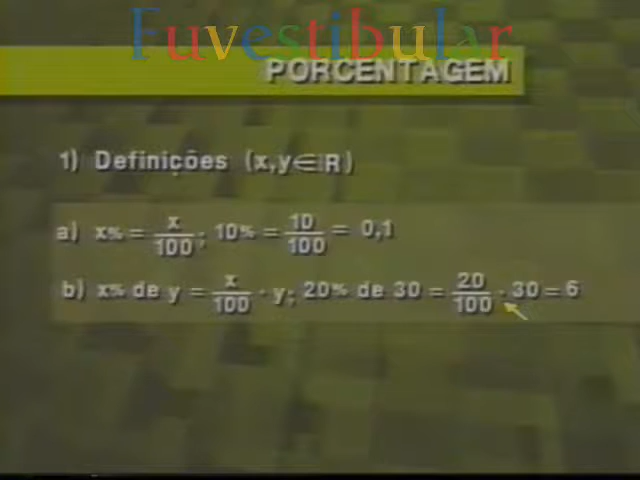 Fuvestibular
PORCENTAGEM
1) Definições (x,y∈ℝ)
a) x% = x/100; 10% = 10/100 = 0,1
b) x% de y = x/100 · y; 20% de 30 = 20/100 · 30 = 6